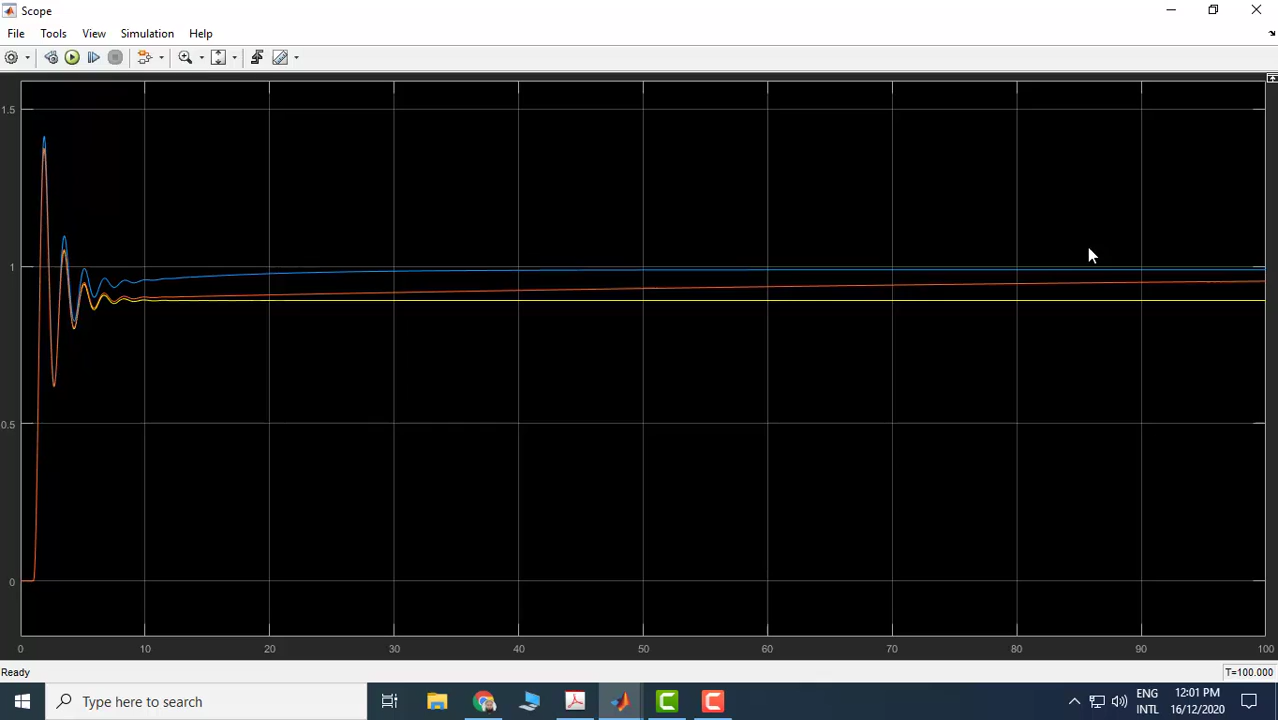 Scope
File Tools View Simulation Help
1.5
1
0.5
0
0 10 20 30 40 50 60 70 80 90 100
Ready T=100.000
Type here to search
ENG 12:01 PM
INTL 16/12/2020